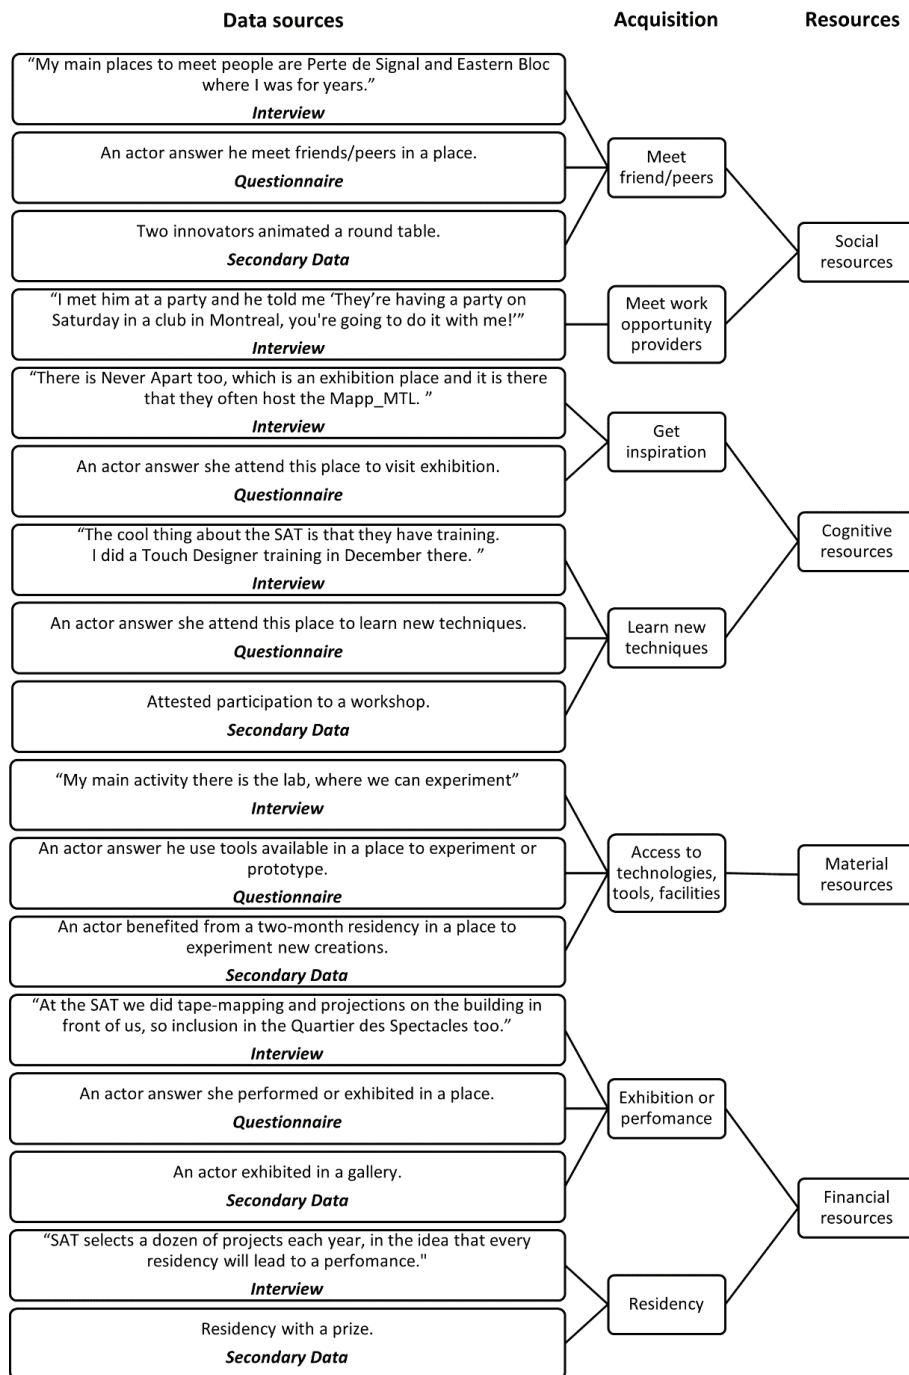 Data sources
Acquisition
Resources
“My main places to meet people are Perte de Signal and Eastern Bloc
where I was for years.”
Interview
An actor answer he meet friends/peers in a place.
Questionnaire
Two innovators animated a round table.
Secondary Data
“I met him at a party and he told me ‘They’re having a party on
Saturday in a club in Montreal, you're going to do it with me!’”
Interview
“There is Never Apart too, which is an exhibition place and it is there
that they often host the Mapp_MTL. ”
Interview
An actor answer she attend this place to visit exhibition.
Questionnaire
“The cool thing about the SAT is that they have training.
I did a Touch Designer training in December there. ”
Interview
An actor answer she attend this place to learn new techniques.
Questionnaire
Attested participation to a workshop.
Secondary Data
“My main activity there is the lab, where we can experiment”
Interview
An actor answer he use tools available in a place to experiment or
prototype.
Questionnaire
An actor benefited from a two-month residency in a place to
experiment new creations.
Secondary Data
“At the SAT we did tape-mapping and projections on the building in
front of us, so inclusion in the Quartier des Spectacles too.”
Interview
An actor answer she performed or exhibited in a place.
Questionnaire
An actor exhibited in a gallery.
Secondary Data
“SAT selects a dozen of projects each year, in the idea that every
residency will lead to a perfomance."
Interview
Residency with a prize.
Secondary Data
Meet
friend/peers
Meet work
opportunity
providers
Get
inspiration
Learn new
techniques
Access to
technologies,
tools, facilities
Exhibition or
perfomance
Residency
Social
resources
Cognitive
resources
Material
resources
Financial
resources